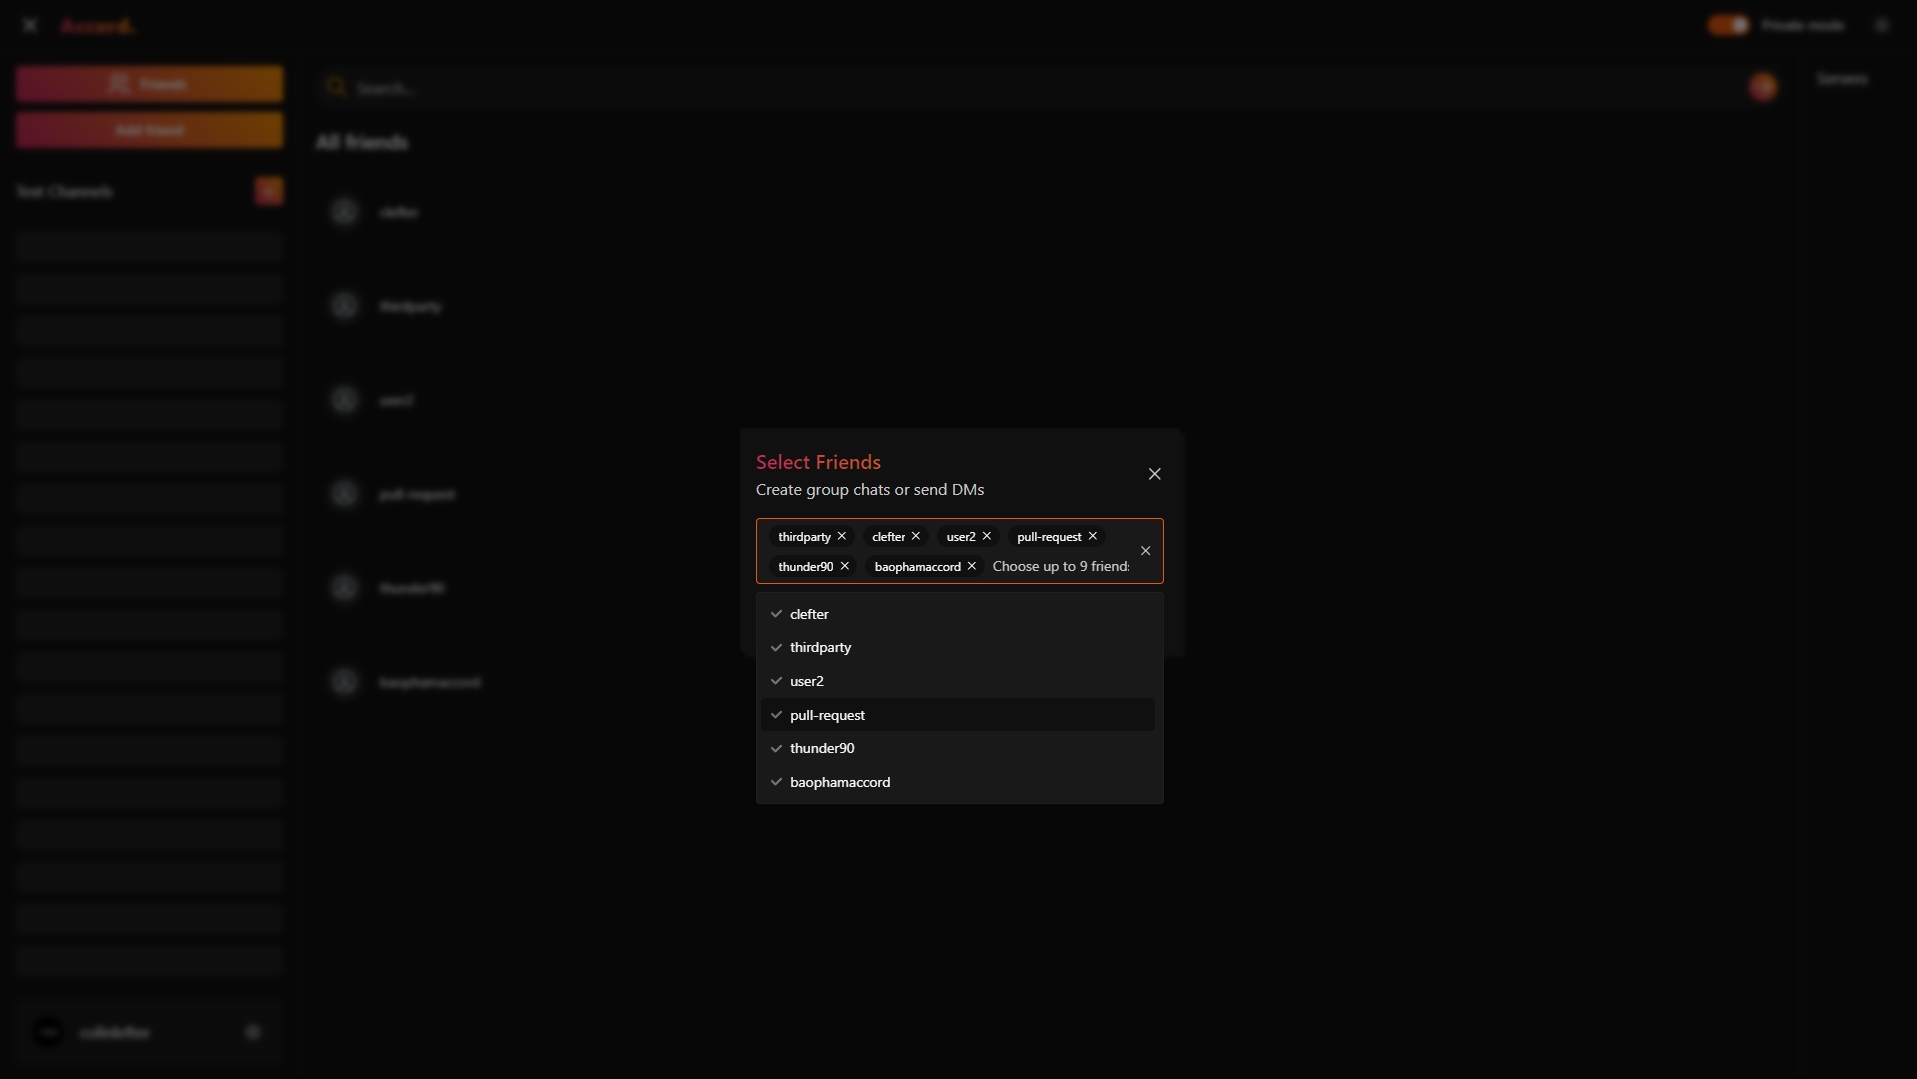 Accord.
Private mode
Friends
Search...
Servers
Add friend
All friends
Text Channels
clefter
thirdparty
user2
pull-request
thunder90
baophamaccord
Select Friends
Create group chats or send DMs
thirdparty clefter user2 pull-request
thunder90 baophamaccord Choose up to 9 friend
clefter
thirdparty
user2
pull-request
thunder90
baophamaccord